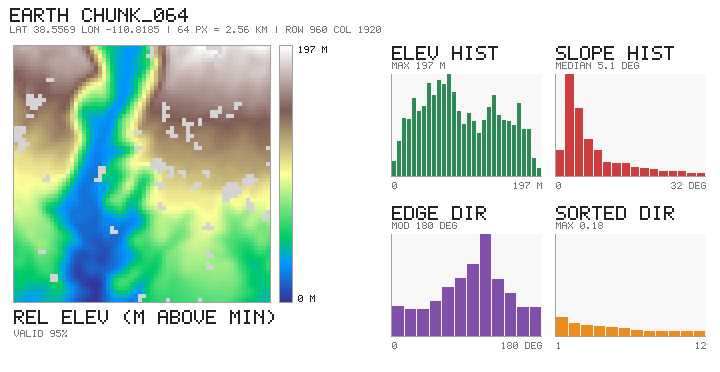 EARTH CHUNK_064
LAT 38.5569 LON -110.8185 | 64 PX = 2.56 KM | ROW 960 COL 1920
197 M
0 M
REL ELEV (M ABOVE MIN)
VALID 95%
ELEV HIST
MAX 197 M
0 197 M
SLOPE HIST
MEDIAN 5.1 DEG
0 32 DEG
EDGE DIR
MOD 180 DEG
0 180 DEG
SORTED DIR
MAX 0.18
1 12